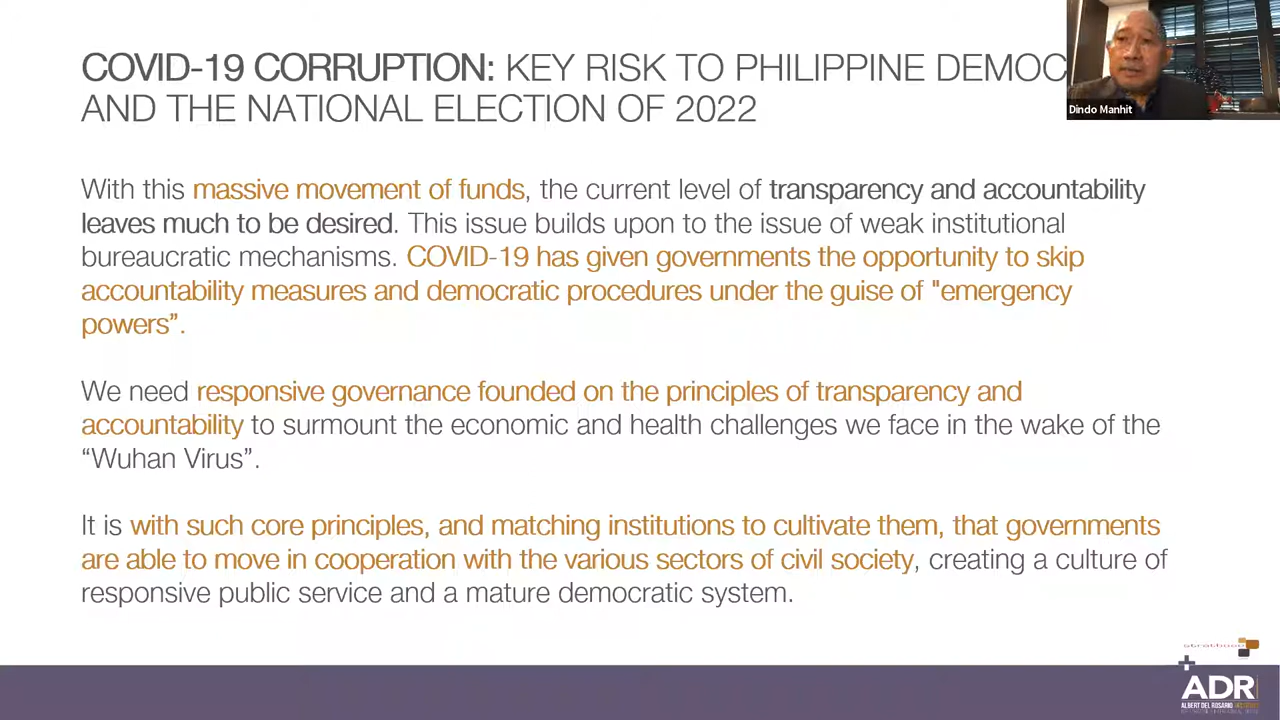 COVID-19 CORRUPTION: KEY RISK TO PHILIPPINE DEMOC
AND THE NATIONAL ELECTION OF 2022
Dindo Manhit
With this massive movement of funds, the current level of transparency and accountability
leaves much to be desired. This issue builds upon to the issue of weak institutional
bureaucratic mechanisms. COVID-19 has given governments the opportunity to skip
accountability measures and democratic procedures under the guise of "emergency
powers”.
We need responsive governance founded on the principles of transparency and
accountability to surmount the economic and health challenges we face in the wake of the
“Wuhan Virus”.
It is with such core principles, and matching institutions to cultivate them, that governments
are able to move in cooperation with the various sectors of civil society, creating a culture of
responsive public service and a mature democratic system.
ADR
ALBERT DEL ROSARIO